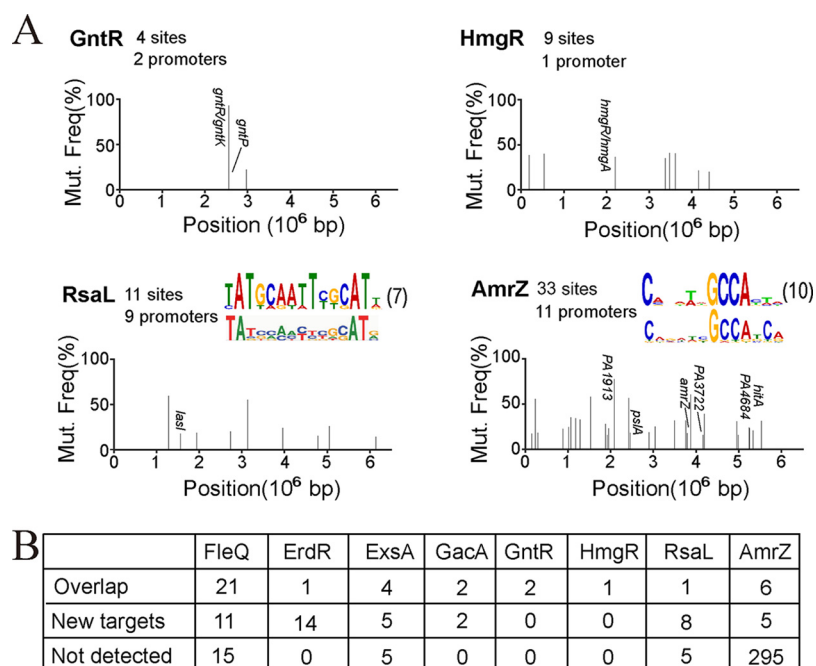 A
GntR 4 sites
2 promoters
Mut. Freq(%)
100
50
0
gntR/gntK
gntP
0 1 2 3 4 5 6
Position (10⁶ bp)
HmgR 9 sites
1 promoter
Mut. Freq(%)
100
50
0
hmgR/hmgA
0 1 2 3 4 5 6
Position (10⁶ bp)
RsaL 11 sites
9 promoters
TATGCAATTCGCAT (7)
Mut. Freq(%)
100
50
0
lasI
0 1 2 3 4 5 6
Position(10⁶ bp)
AmrZ 33 sites
11 promoters
(10)
Mut. Freq(%)
100
50
0
PA1913
pslA
amrZ
PA3722
PA4684
hitA
0 1 2 3 4 5 6
Position(10⁶ bp)
B
FleQ ErdR ExsA GacA GntR HmgR RsaL AmrZ
Overlap 21 1 4 2 2 1 1 6
New targets 11 14 5 2 0 0 8 5
Not detected 15 0 5 0 0 0 5 295